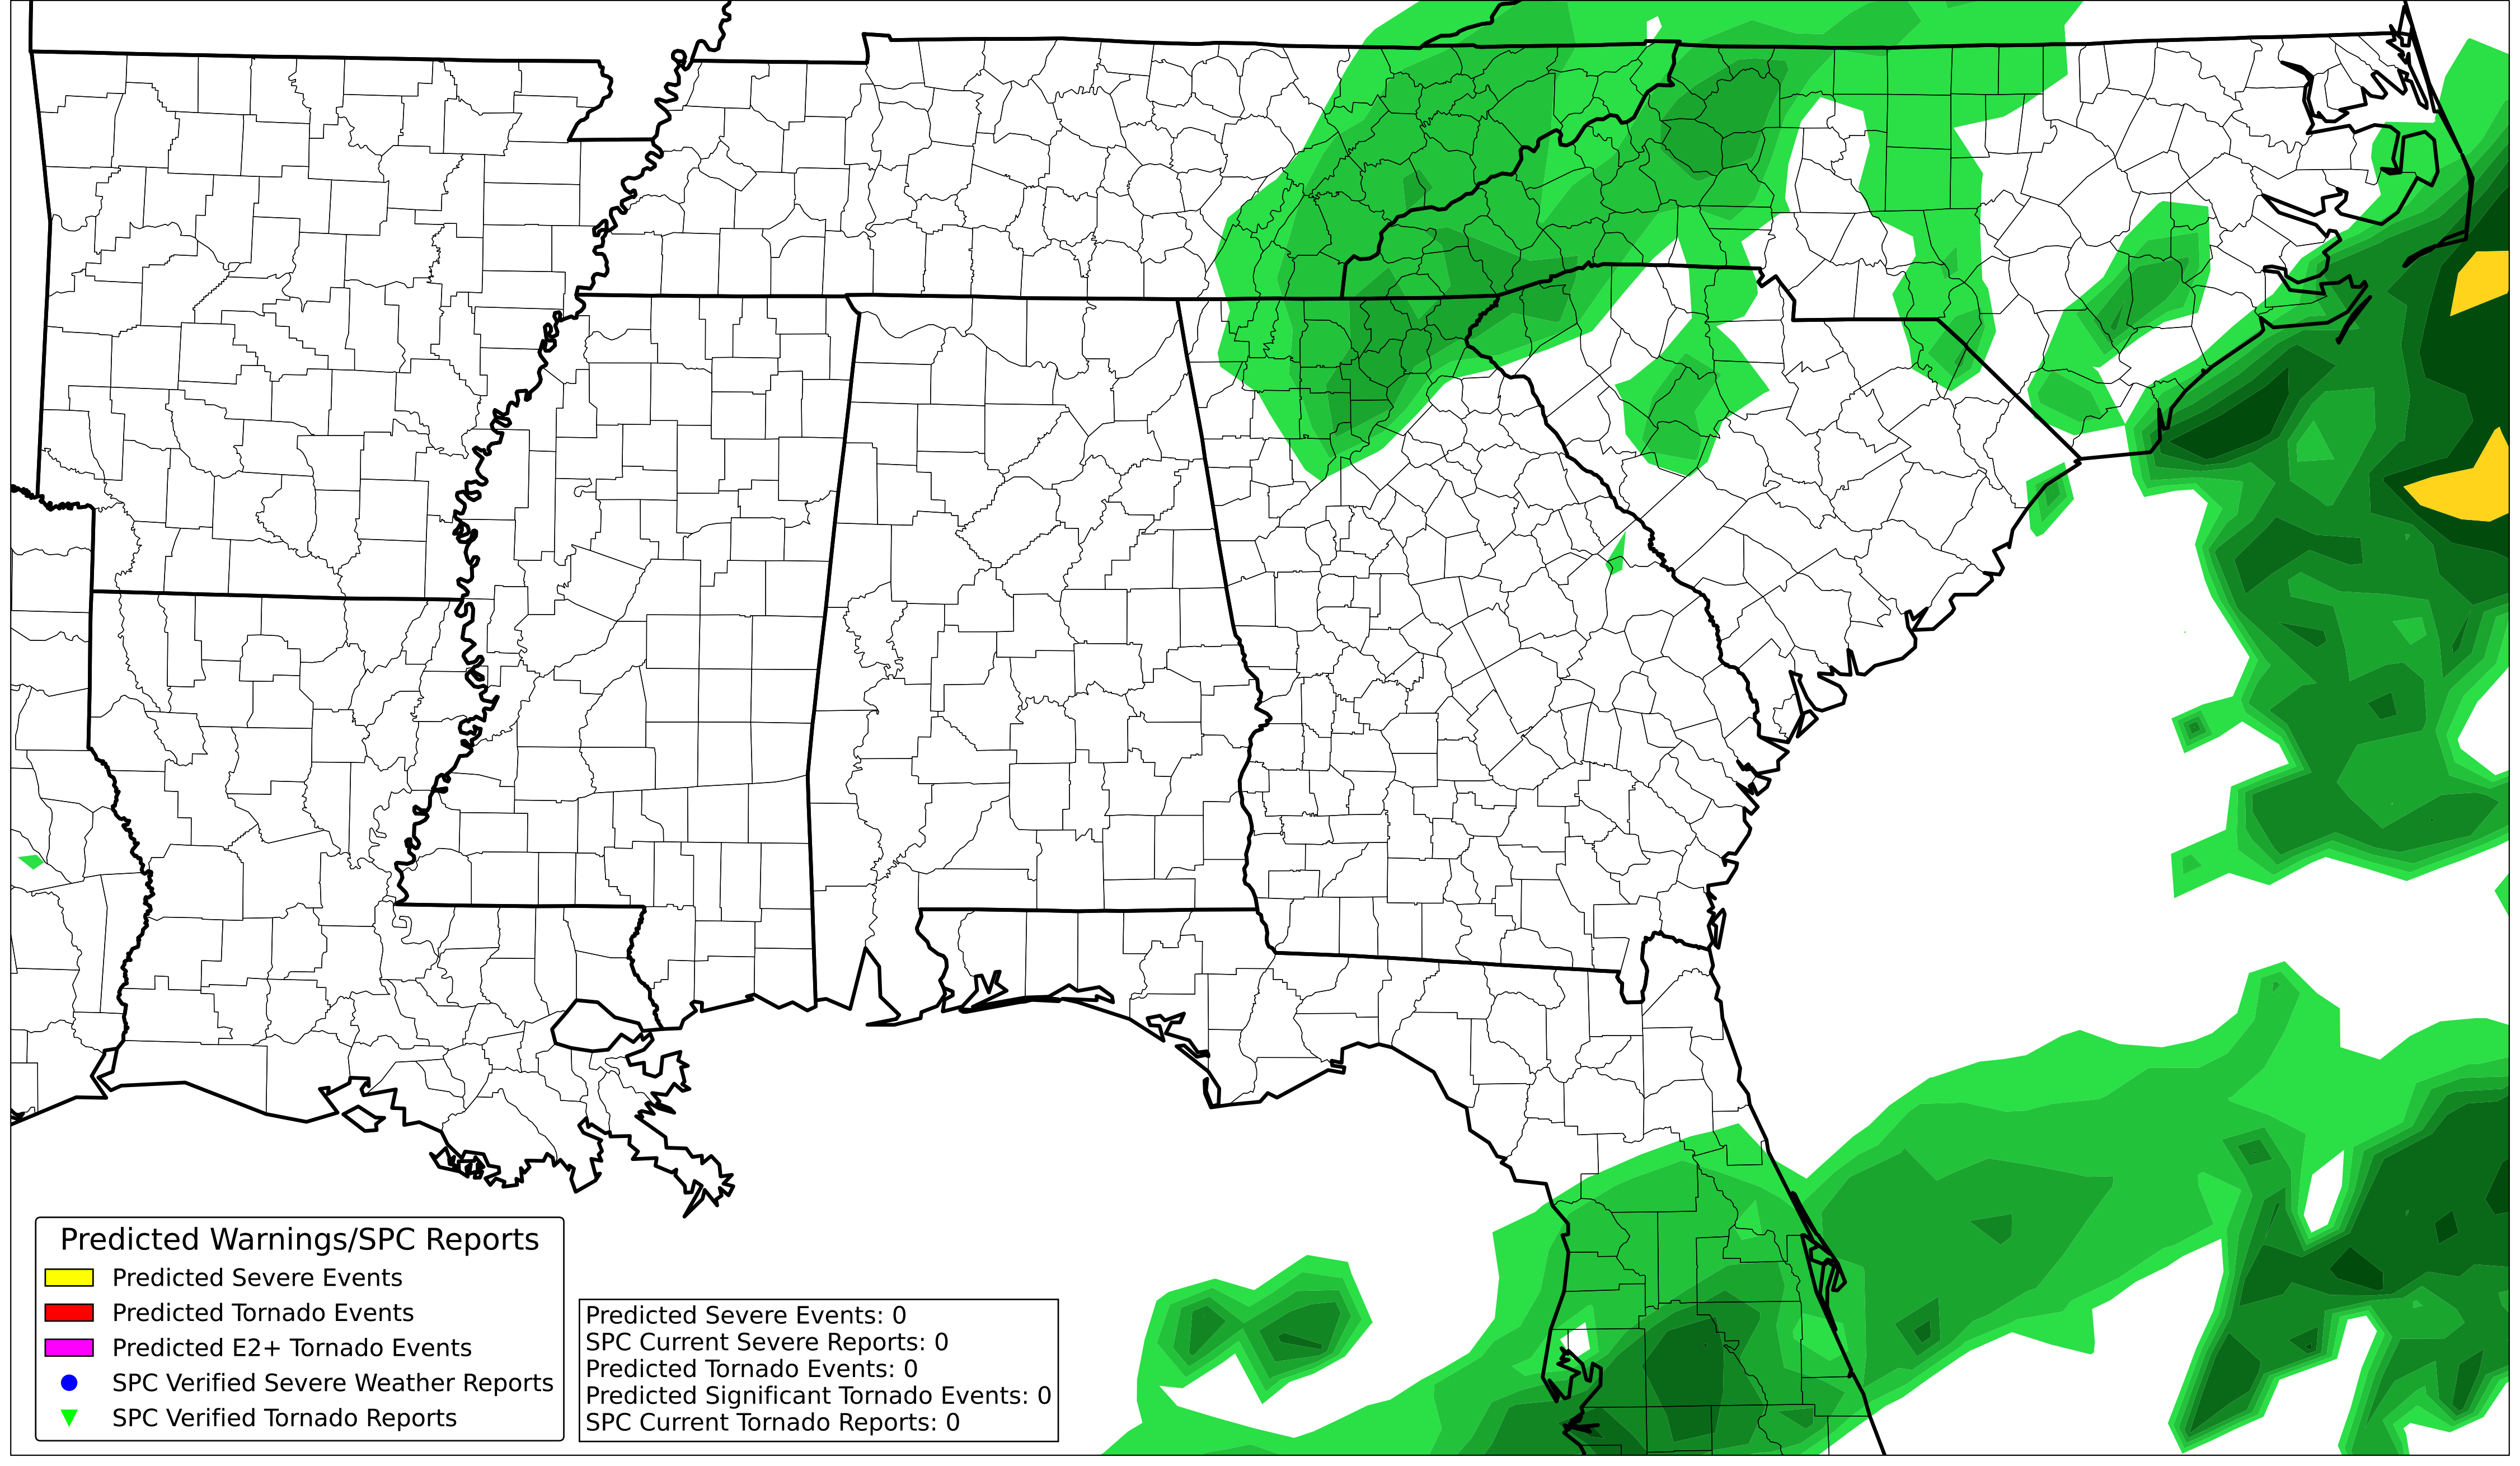 Predicted Warnings/SPC Reports
Predicted Severe Events
Predicted Tornado Events
Predicted E2+ Tornado Events
SPC Verified Severe Weather Reports
SPC Verified Tornado Reports
Predicted Severe Events: 0
SPC Current Severe Reports: 0
Predicted Tornado Events: 0
Predicted Significant Tornado Events: 0
SPC Current Tornado Reports: 0